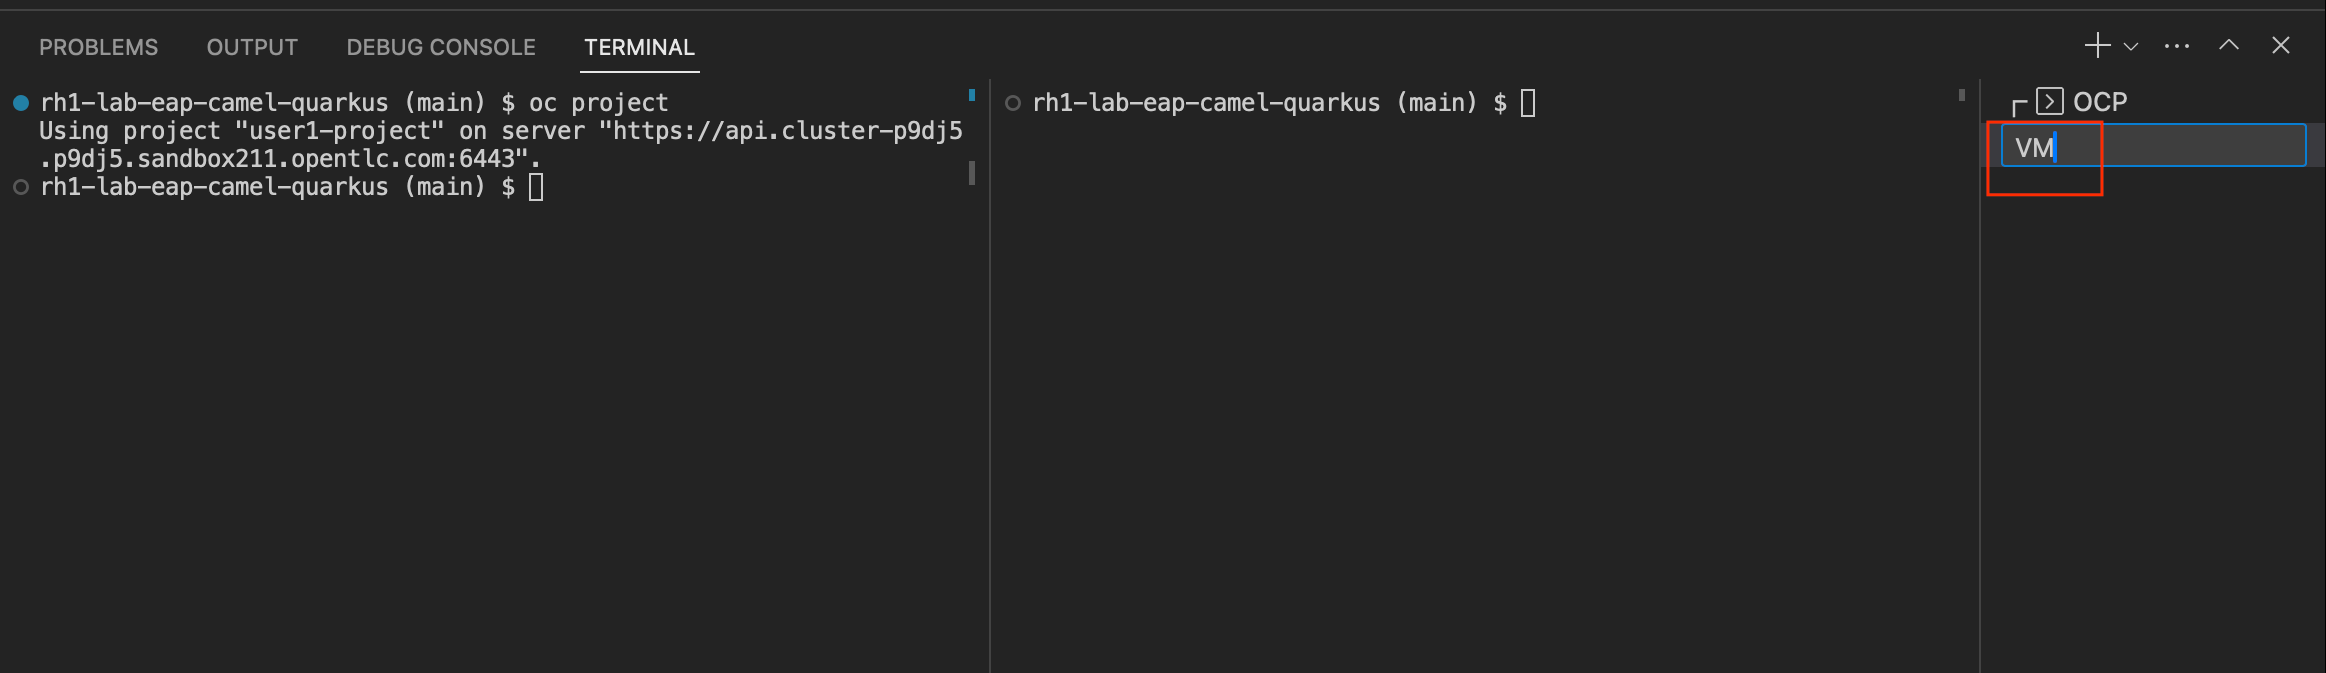 PROBLEMS OUTPUT DEBUG CONSOLE TERMINAL
rh1-lab-eap-camel-quarkus (main) $ oc project
Using project "user1-project" on server "https://api.cluster-p9dj5
.p9dj5.sandbox211.opentlc.com:6443".
rh1-lab-eap-camel-quarkus (main) $
rh1-lab-eap-camel-quarkus (main) $
OCP
VM